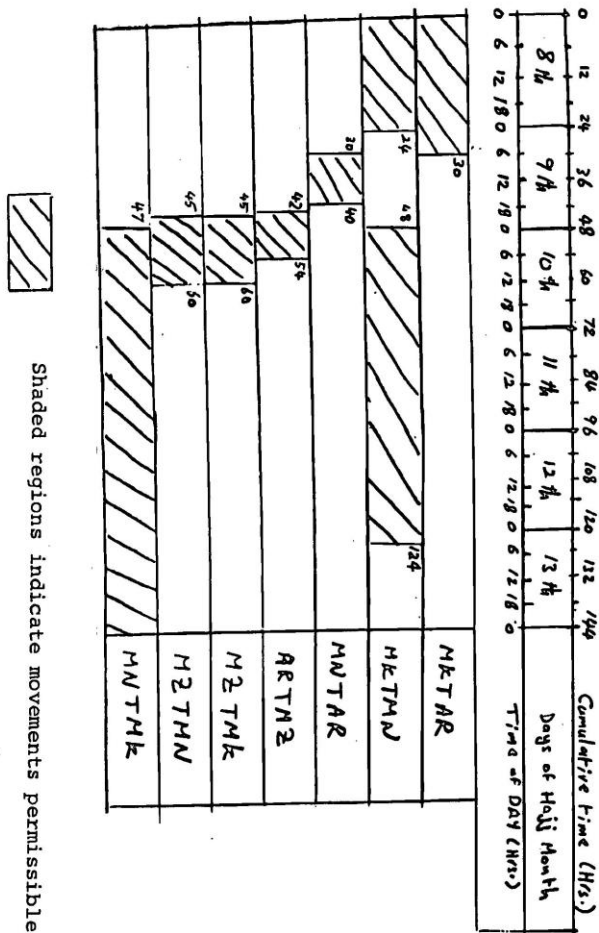 0 12 24 36 48 60 72 84 96 108 120 132 144 Cumulative time (Hrs.)
8th 9th 10th 11th 12th 13th Days of Hajj Month
0 6 12 18 0 6 12 18 0 6 12 18 0 6 12 18 0 6 12 18 0 6 12 18 0 Time of DAY (Hrs.)
30 MKTAR
24 48 124 MKTMN
30 40 MNTAR
42 54 ARTMZ
45 60 MZTMK
45 60 MZTMN
47 MNTMK
Shaded regions indicate movements permissible